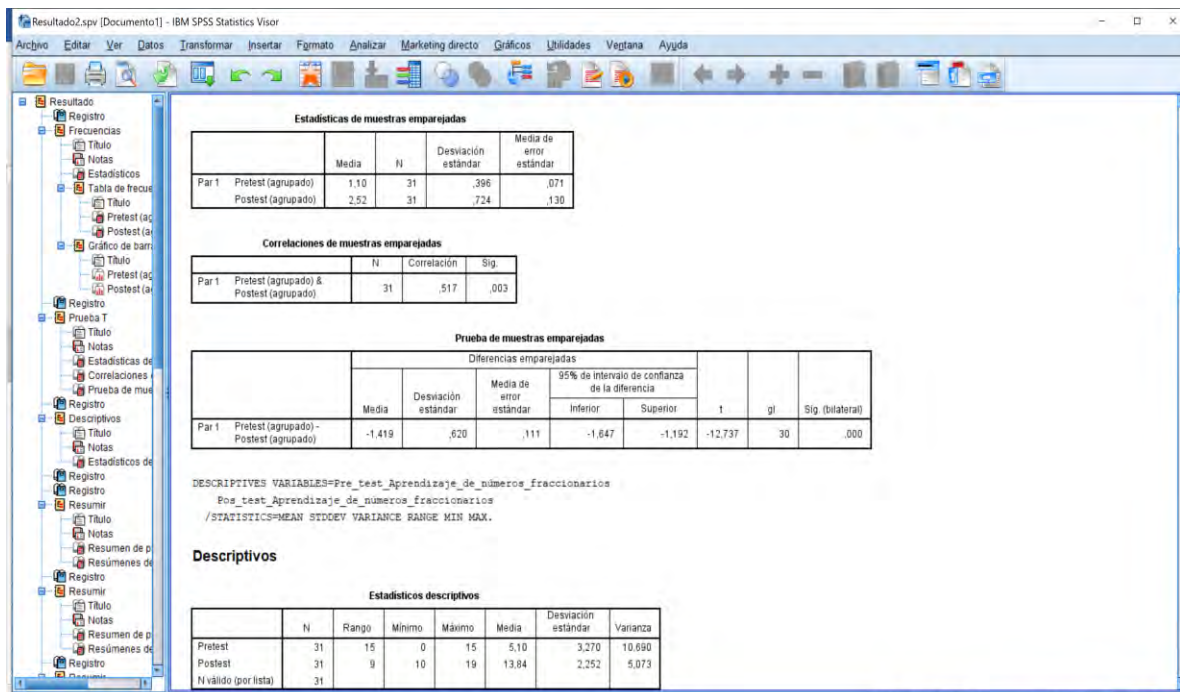 Resultado2.spv [Documento1] - IBM SPSS Statistics Visor
Archivo Editar Ver Datos Transformar Insertar Formato Analizar Marketing directo Gráficos Utilidades Ventana Ayuda
Resultado
Registro
Frecuencias
Título
Notas
Estadísticos
Tabla de frecue
Título
Pretest (ag
Postest (a
Gráfico de barra
Título
Pretest (ag
Postest (a
Registro
Prueba T
Título
Notas
Estadísticas de
Correlaciones
Prueba de mue
Registro
Descriptivos
Título
Notas
Estadísticos de
Registro
Registro
Resumir
Título
Notas
Resumen de p
Resúmenes de
Registro
Resumir
Título
Notas
Resumen de p
Resúmenes de
Registro
Estadísticas de muestras emparejadas
Media N Desviación estándar Media de error estándar
Par 1 Pretest (agrupado) 1,10 31 ,396 ,071
Postest (agrupado) 2,52 31 ,724 ,130
Correlaciones de muestras emparejadas
N Correlación Sig.
Par 1 Pretest (agrupado) & Postest (agrupado) 31 ,517 ,003
Prueba de muestras emparejadas
Diferencias emparejadas
95% de intervalo de confianza de la diferencia
Media Desviación estándar Media de error estándar Inferior Superior t gl Sig. (bilateral)
Par 1 Pretest (agrupado) - Postest (agrupado) -1,419 ,620 ,111 -1,647 -1,192 -12,737 30 ,000
DESCRIPTIVES VARIABLES=Pre_test_Aprendizaje_de_números_fraccionarios
Pos_test_Aprendizaje_de_números_fraccionarios
/STATISTICS=MEAN STDDEV VARIANCE RANGE MIN MAX.
Descriptivos
Estadísticos descriptivos
N Rango Mínimo Máximo Media Desviación estándar Varianza
Pretest 31 15 0 15 5,10 3,270 10,690
Postest 31 9 10 19 13,84 2,252 5,073
N válido (por lista) 31